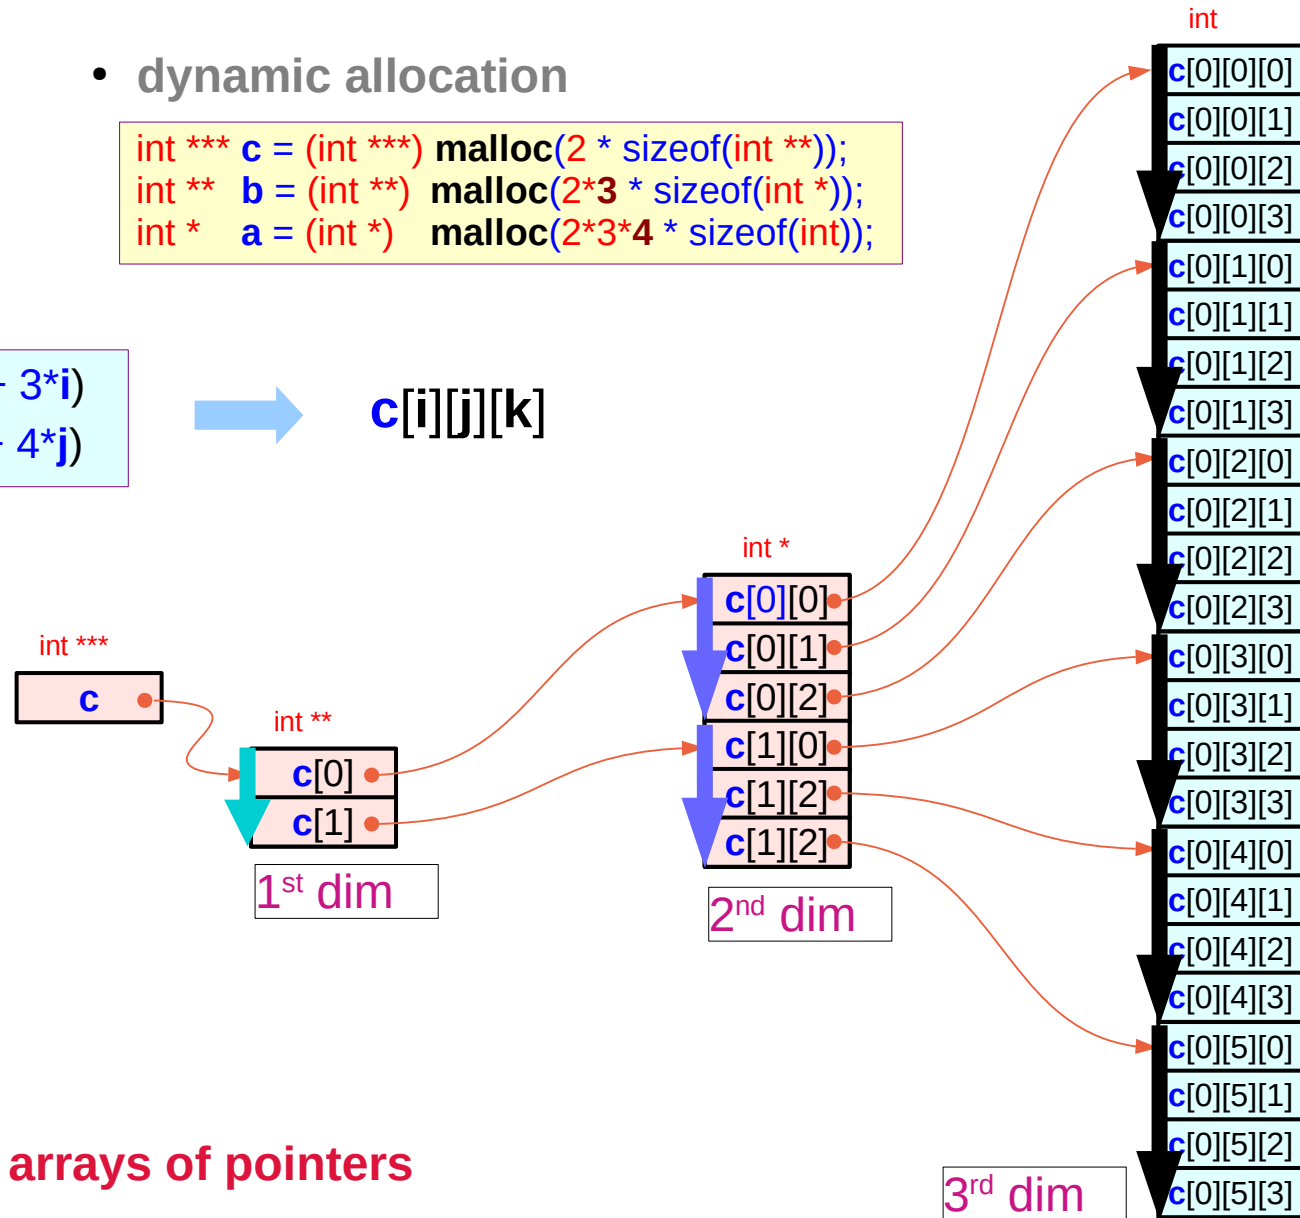 int
• dynamic allocation
int *** c = (int ***) malloc(2 * sizeof(int **));
int ** b = (int **) malloc(2*3 * sizeof(int *));
int * a = (int *) malloc(2*3*4 * sizeof(int));
3*i)
4*j)
c[i][j][k]
int ***
c
int **
c[0]
c[1]
1st dim
int *
c[0][0]
c[0][1]
c[0][2]
c[1][0]
c[1][2]
c[1][2]
2nd dim
c[0][0][0]
c[0][0][1]
c[0][0][2]
c[0][0][3]
c[0][1][0]
c[0][1][1]
c[0][1][2]
c[0][1][3]
c[0][2][0]
c[0][2][1]
c[0][2][2]
c[0][2][3]
c[0][3][0]
c[0][3][1]
c[0][3][2]
c[0][3][3]
c[0][4][0]
c[0][4][1]
c[0][4][2]
c[0][4][3]
c[0][5][0]
c[0][5][1]
c[0][5][2]
c[0][5][3]
3rd dim
arrays of pointers